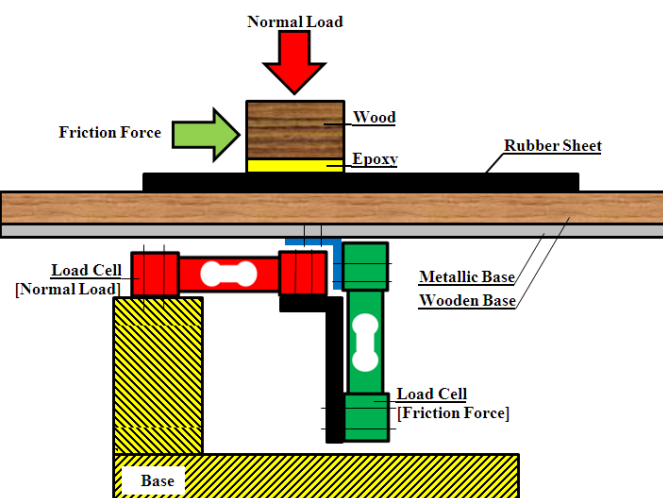 Normal Load
Wood
Friction Force
Rubber Sheet
Epoxy
Load Cell
[Normal Load]
Metallic Base
Wooden Base
Load Cell
[Friction Force]
Base